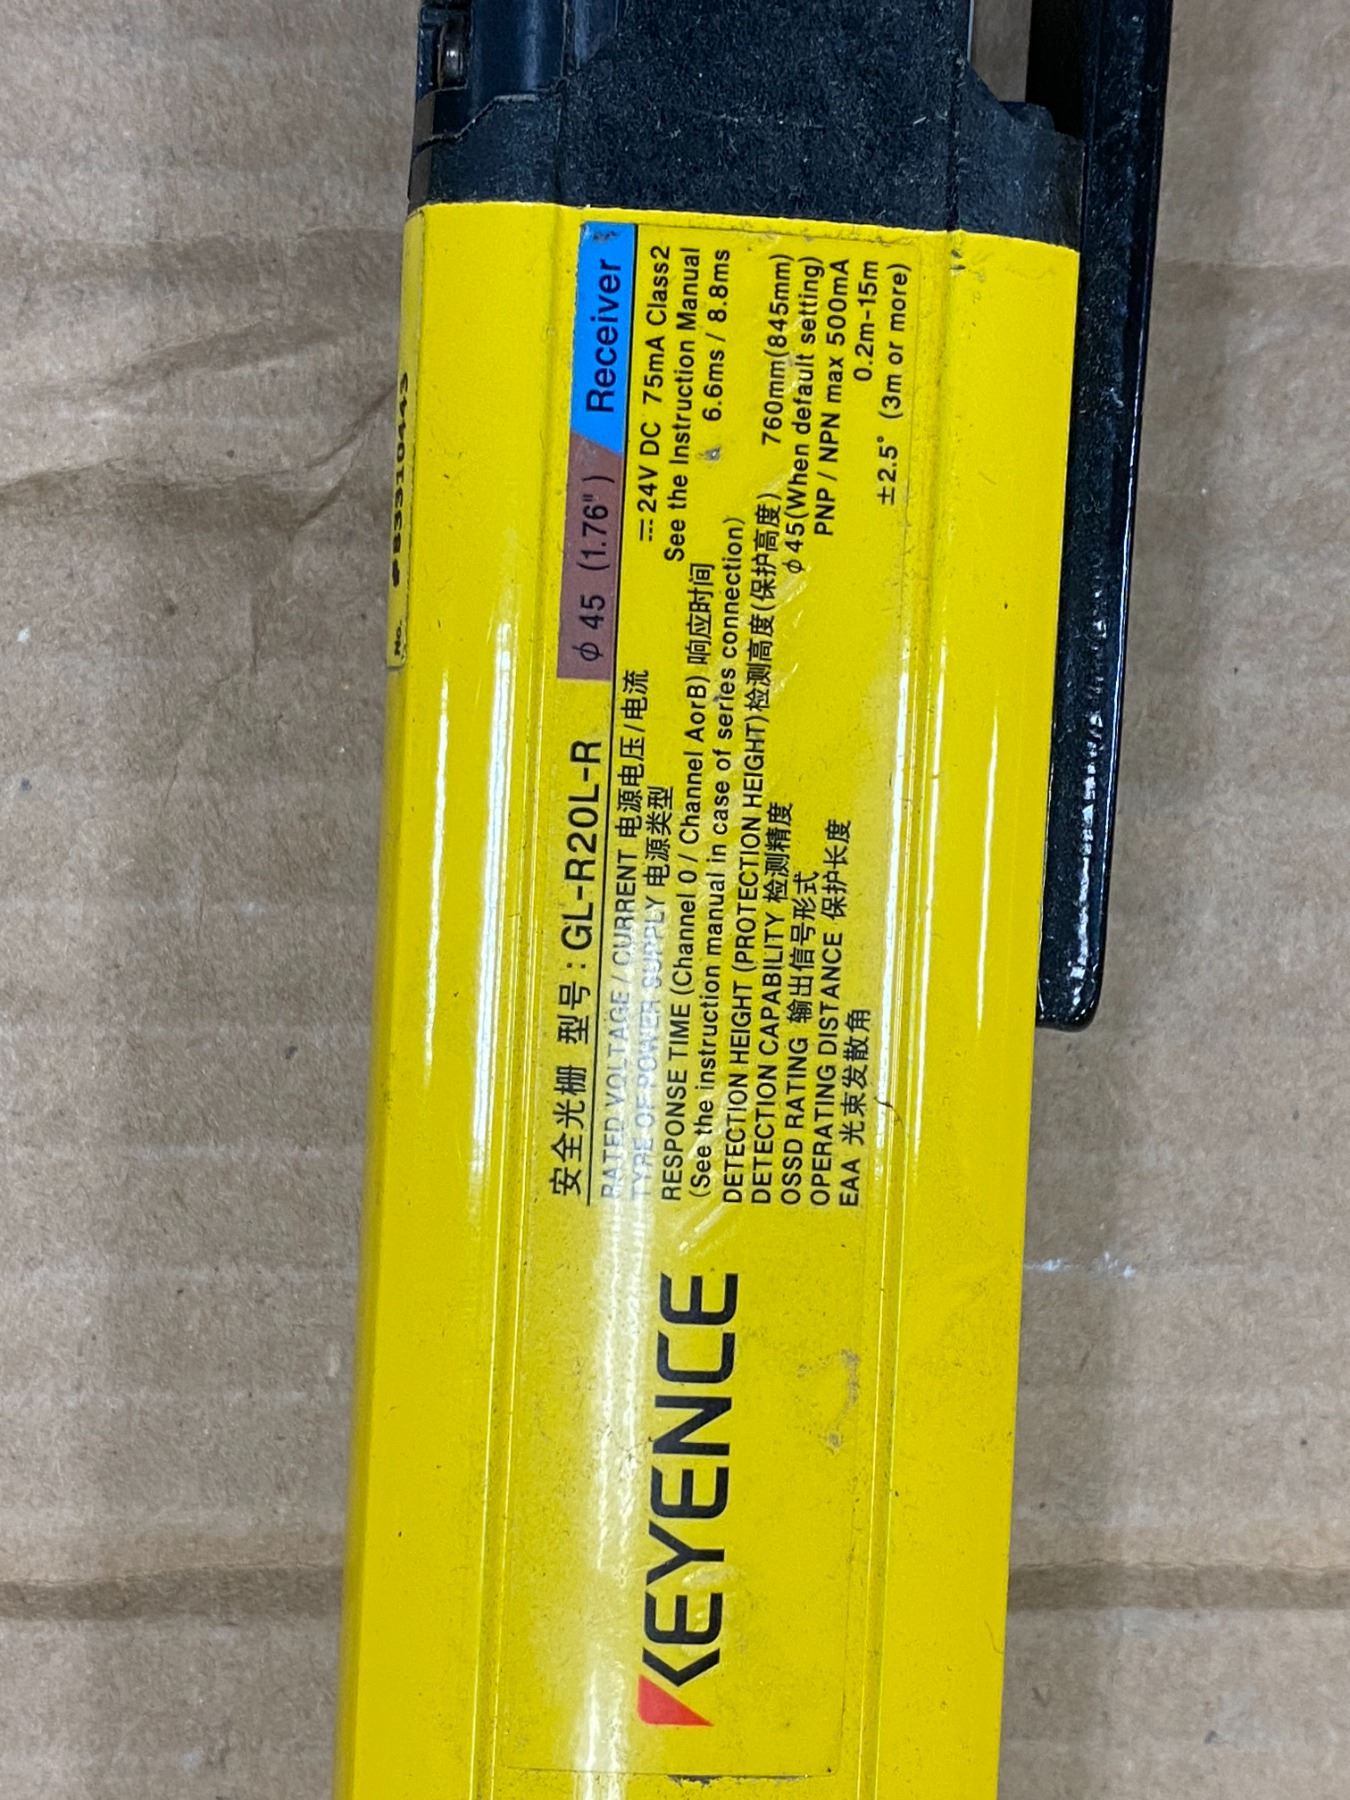 KEYENCE
安全光栅 型号：GL-R20L-R φ45 (1.76") Receiver
RATED VOLTAGE / CURRENT 电源电压/电流 ⎓24V DC 75mA Class2
TYPE OF POWER SUPPLY 电源类型 See the Instruction Manual
RESPONSE TIME (Channel 0 / Channel AorB) 响应时间 6.6ms / 8.8ms
(See the instruction manual in case of series connection)
DETECTION HEIGHT (PROTECTION HEIGHT)检测高度(保护高度) 760mm(845mm)
DETECTION CAPABILITY 检测精度 φ45(When default setting)
OSSD RATING 输出信号形式 PNP / NPN max 500mA
OPERATING DISTANCE 保护长度 0.2m-15m
EAA 光束发散角 ±2.5° (3m or more)
No.